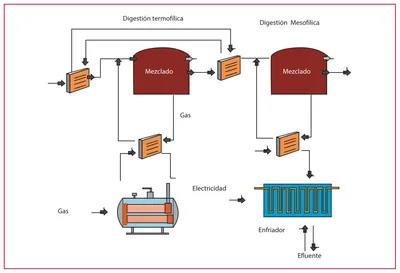 Digestión termofílica
Digestión Mesofílica
Mezclado
Mezclado
Gas
Electricidad
Gas
Enfriador
Efluente